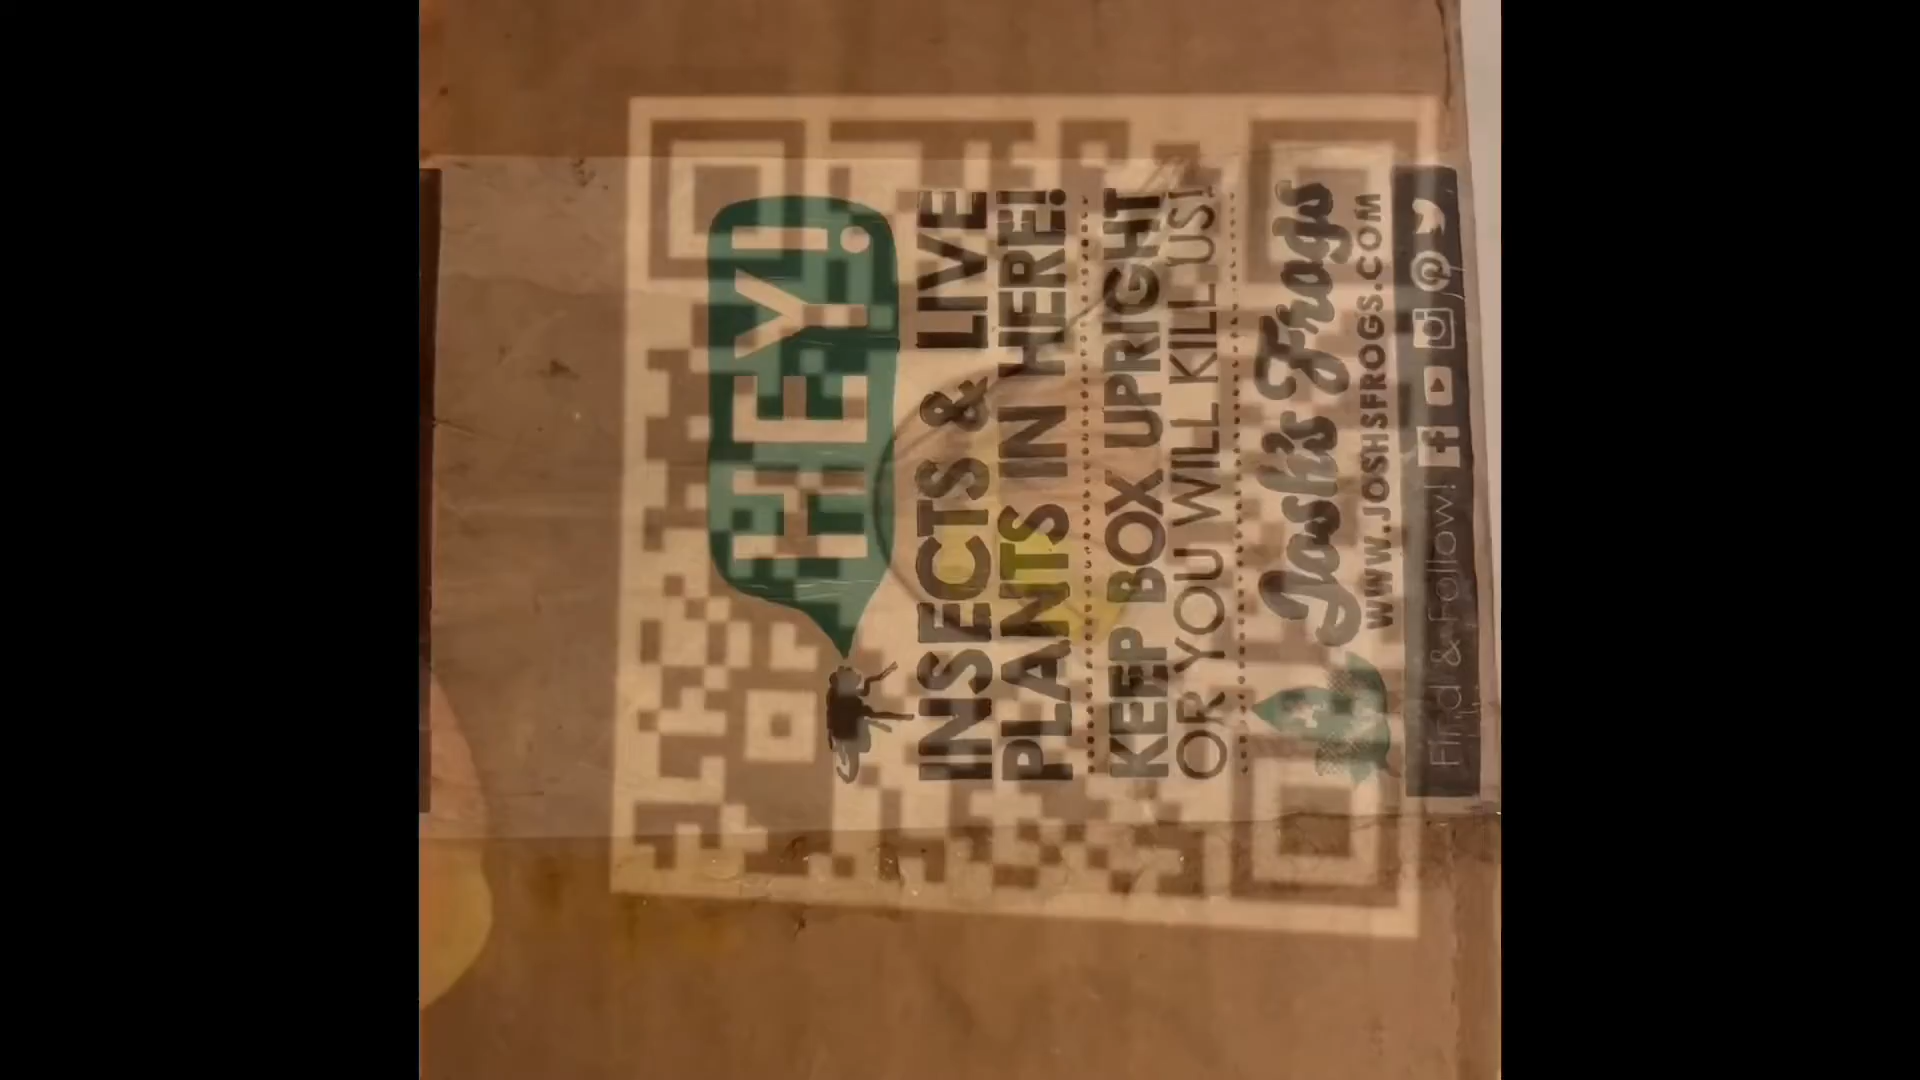 HEY!
INSECTS & LIVE
PLANTS IN HERE!
KEEP BOX UPRIGHT
OR YOU WILL KILL US!
Josh's Frogs
WWW.JOSHSFROGS.COM
Find & Follow!